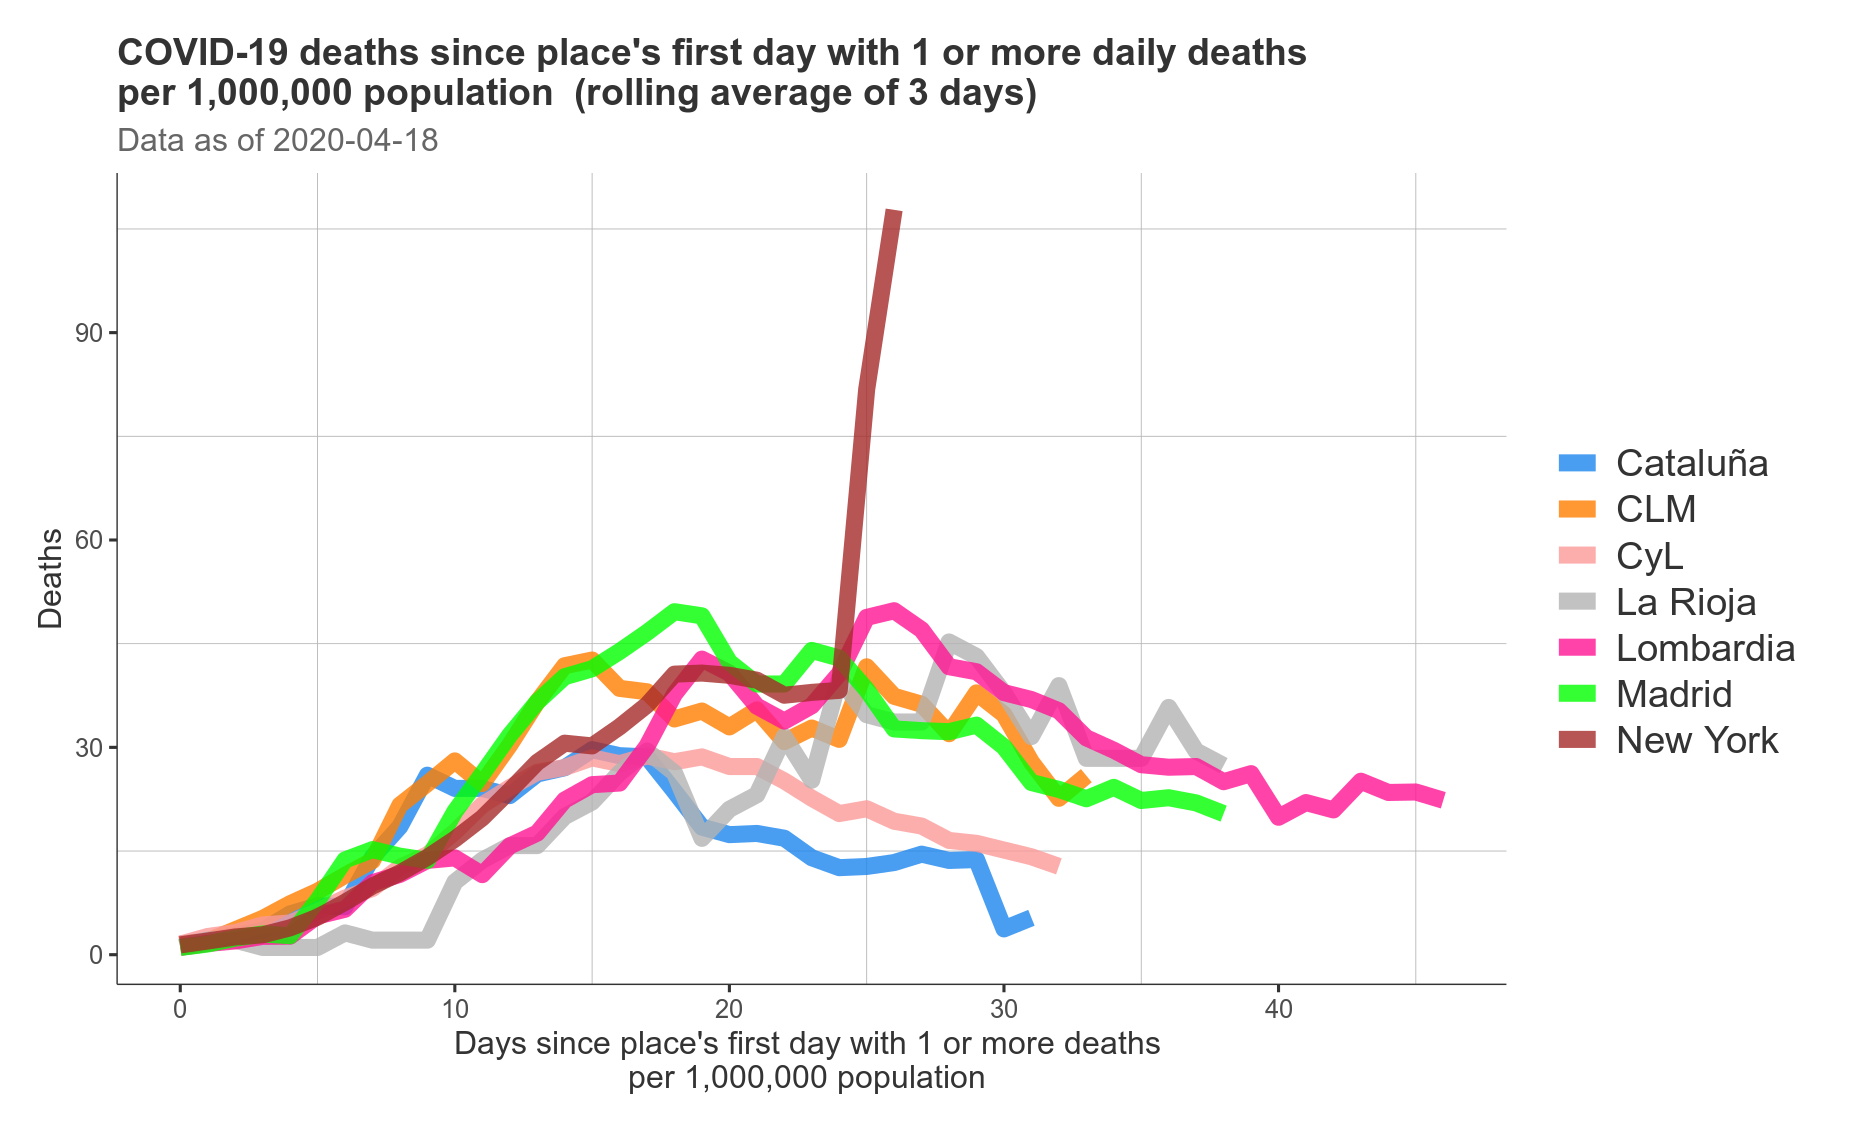 COVID-19 deaths since place's first day with 1 or more daily deaths
per 1,000,000 population  (rolling average of 3 days)
Data as of 2020-04-18
90
60
30
0
Deaths
0 10 20 30 40
Days since place's first day with 1 or more deaths
per 1,000,000 population
Cataluña
CLM
CyL
La Rioja
Lombardia
Madrid
New York